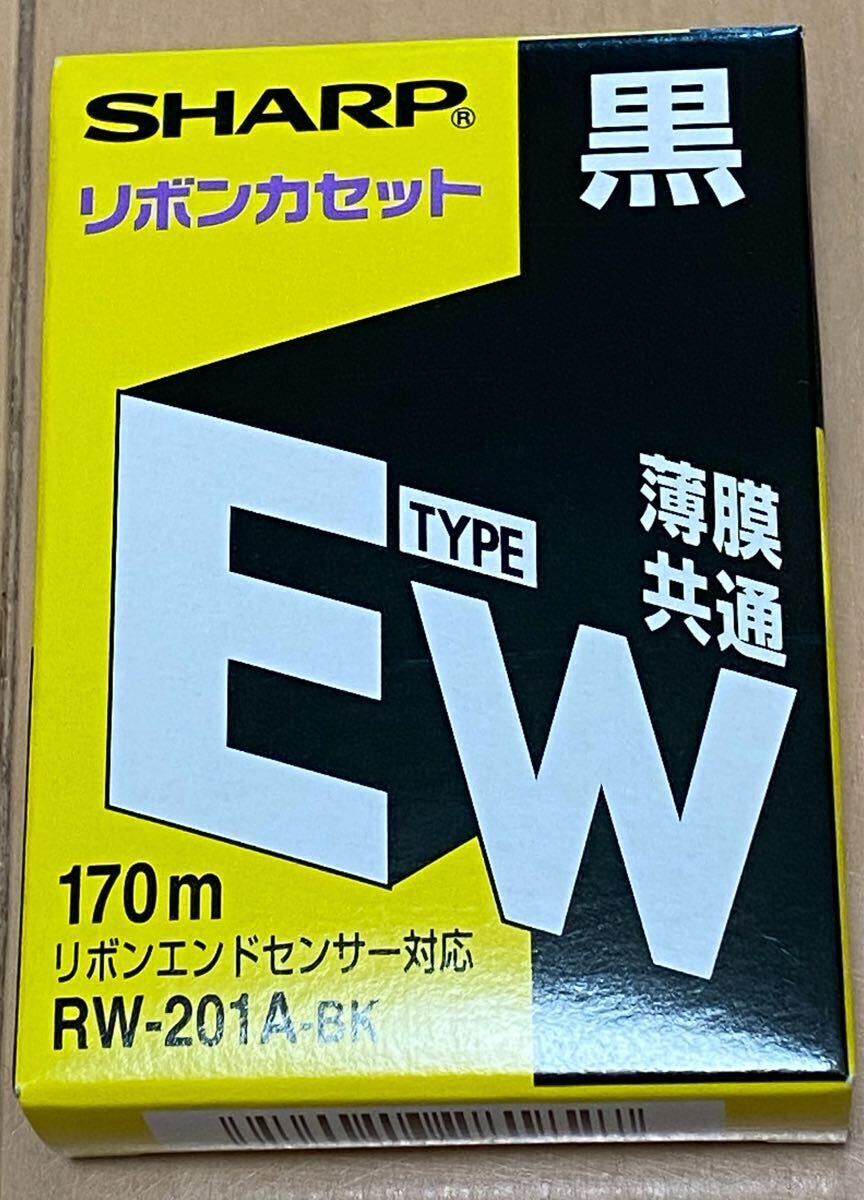 SHARP®
リボンカセット
黒
TYPE
EW
薄膜
共通
170m
リボンエンドセンサー対応
RW-201A-BK